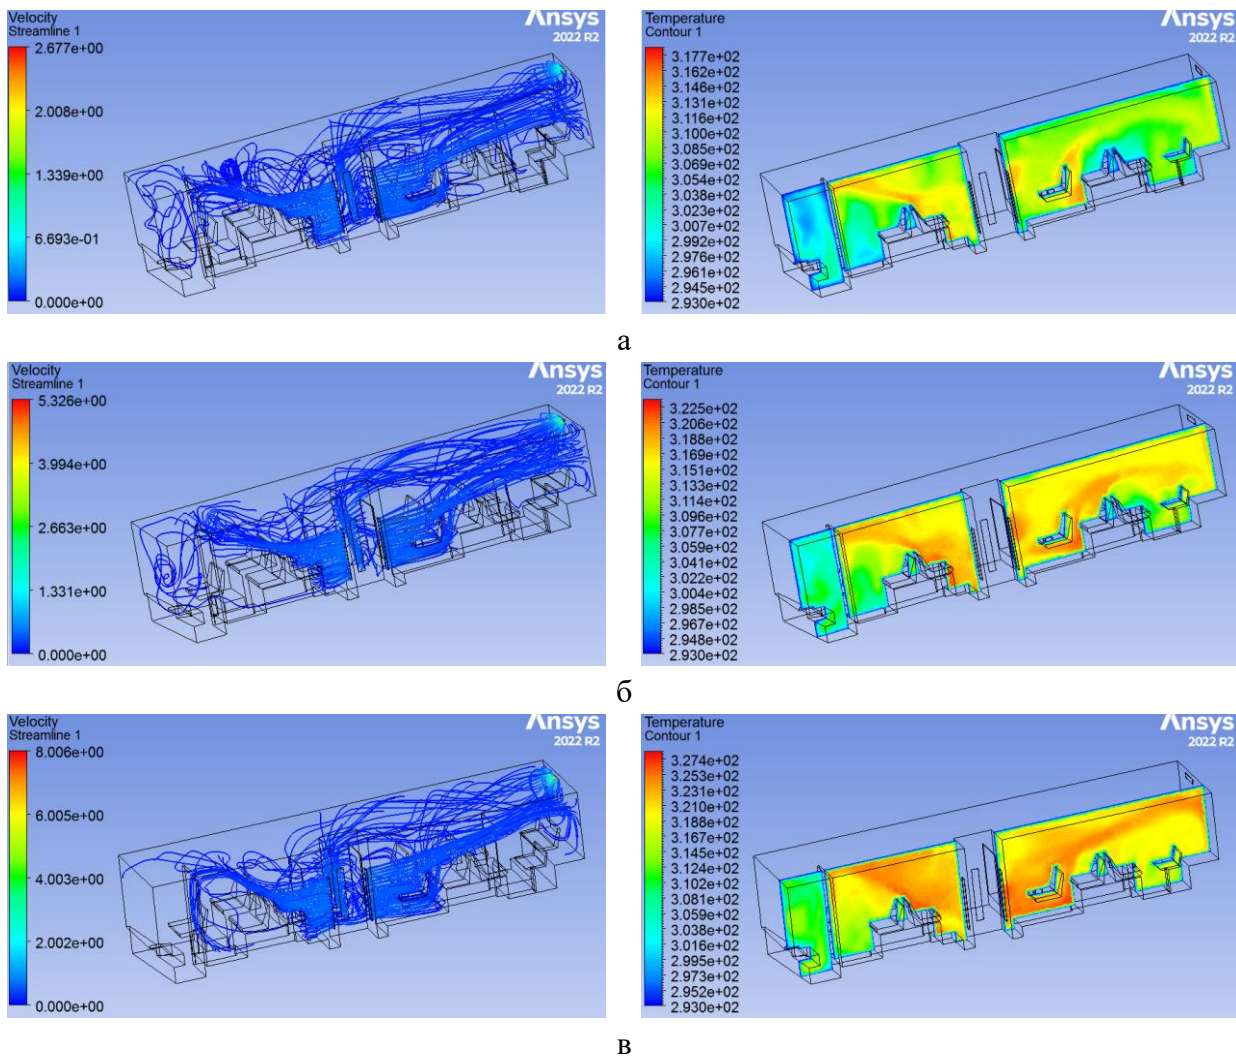 Velocity
Streamline 1
Ansys
2022 R2
2.677e+00
2.008e+00
1.339e+00
6.693e-01
0.000e+00
Temperature
Contour 1
Ansys
2022 R2
3.177e+02
3.162e+02
3.146e+02
3.131e+02
3.116e+02
3.100e+02
3.085e+02
3.069e+02
3.054e+02
3.038e+02
3.023e+02
3.007e+02
2.992e+02
2.976e+02
2.961e+02
2.945e+02
2.930e+02
а
Velocity
Streamline 1
Ansys
2022 R2
5.326e+00
3.994e+00
2.663e+00
1.331e+00
0.000e+00
Temperature
Contour 1
Ansys
2022 R2
3.225e+02
3.206e+02
3.188e+02
3.169e+02
3.151e+02
3.133e+02
3.114e+02
3.096e+02
3.077e+02
3.059e+02
3.041e+02
3.022e+02
3.004e+02
2.985e+02
2.967e+02
2.948e+02
2.930e+02
б
Velocity
Streamline 1
Ansys
2022 R2
8.006e+00
6.005e+00
4.003e+00
2.002e+00
0.000e+00
Temperature
Contour 1
Ansys
2022 R2
3.274e+02
3.253e+02
3.231e+02
3.210e+02
3.188e+02
3.167e+02
3.145e+02
3.124e+02
3.102e+02
3.081e+02
3.059e+02
3.038e+02
3.016e+02
2.995e+02
2.973e+02
2.952e+02
2.930e+02
в